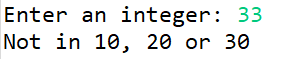 Enter an integer: 33
Not in 10, 20 or 30